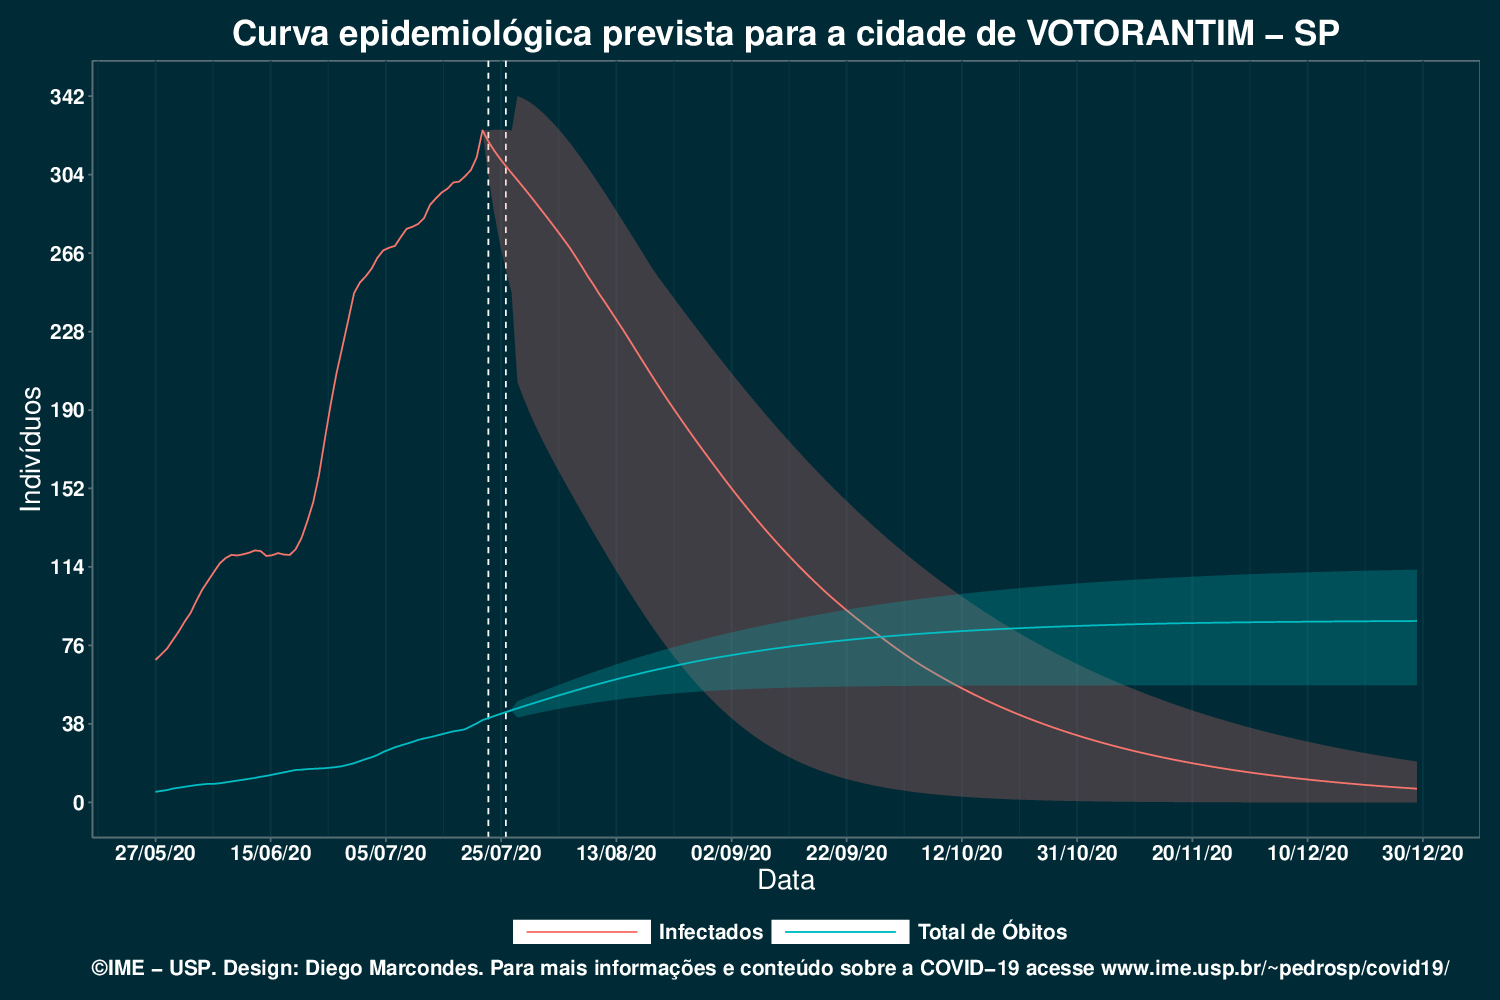 Curva epidemiológica prevista para a cidade de VOTORANTIM – SP
342
304
266
228
190
152
114
76
38
0
Indivíduos
27/05/20 15/06/20 05/07/20 25/07/20 13/08/20 02/09/20 22/09/20 12/10/20 31/10/20 20/11/20 10/12/20 30/12/20
Data
Infectados Total de Óbitos
©IME – USP. Design: Diego Marcondes. Para mais informações e conteúdo sobre a COVID–19 acesse www.ime.usp.br/~pedrosp/covid19/